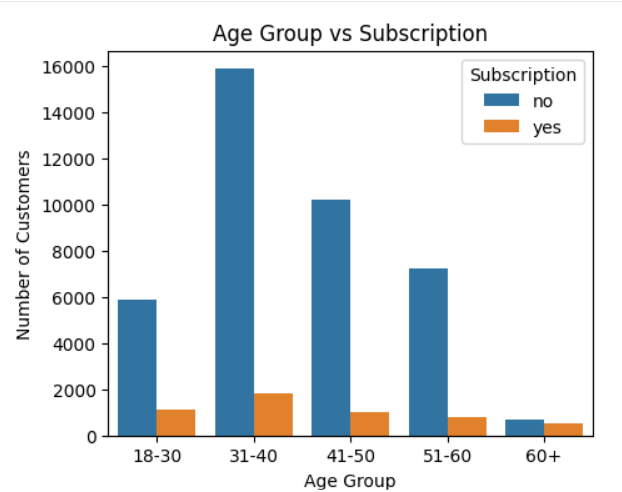 Age Group vs Subscription
Subscription
no
yes
Number of Customers
16000
14000
12000
10000
8000
6000
4000
2000
0
18-30 31-40 41-50 51-60 60+
Age Group